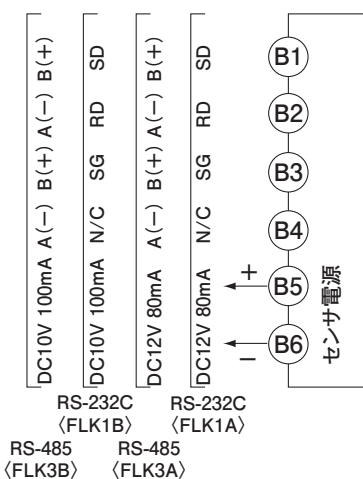 B(+)
A(−)
B(+)
A(−)
DC10V 100mA
SD
RD
SG
N/C
DC10V 100mA
B(+)
A(−)
B(+)
A(−)
DC12V 80mA
SD
RD
SG
N/C
DC12V 80mA
B1
B2
B3
B4
B5
B6
+
−
センサ電源
RS-232C
〈FLK1B〉
RS-232C
〈FLK1A〉
RS-485
〈FLK3B〉
RS-485
〈FLK3A〉